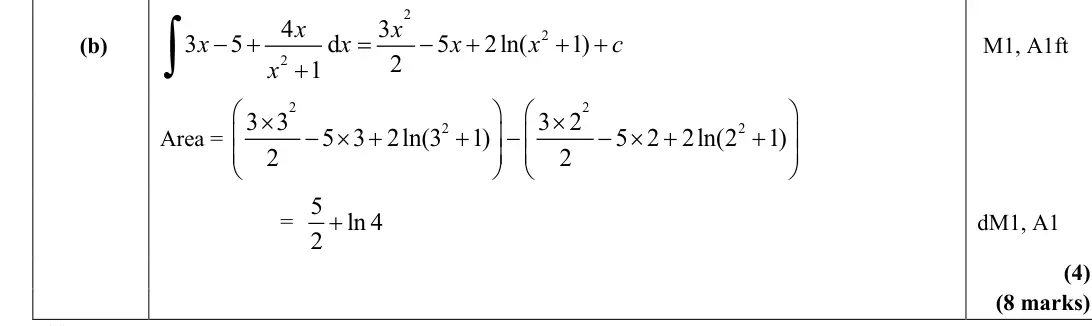 (b) ∫ 3x − 5 + 4x/(x² + 1) dx = 3x²/2 − 5x + 2 ln(x² + 1) + c M1, A1ft
Area = (3×3²/2 − 5×3 + 2 ln(3² + 1)) − (3×2²/2 − 5×2 + 2 ln(2² + 1))
= 5/2 + ln 4 dM1, A1
(4)
(8 marks)